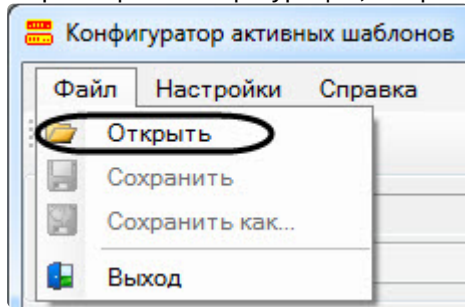 Конфигуратор активных шаблонов
Файл Настройки Справка
Открыть
Сохранить
Сохранить как...
Выход